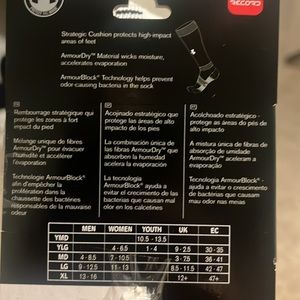 RECORD
Strategic Cushion protects high-impact
areas of feet
ArmourDry™ Material wicks moisture,
accelerates evaporation
ArmourBlock® Technology helps prevent
odor-causing bacteria in the sock
Rembourrage stratégique qui
protège les zones à fort
impact du pied
Mélange unique de fibres
ArmourDry™ pour évacuer
l'humidité et accélérer
l'évaporation
Technologie ArmourBlock®
afin d'empêcher la
prolifération dans la
chaussette des bactéries
responsables de la mauvaise
odeur
Acojinado estratégico que
protege las áreas de alto
impacto de los pies
La combinación única de
fibras ArmourDry™ que
absorben la humedad
acelera la evaporación
La tecnología
ArmourBlock® ayuda a
evitar el crecimiento de las
bacterias que causan mal
olor en los calcetines
Acolchoado estratégico -
protege as áreas do pés de
alto impacto
A mistura única de fibras de
absorção de umidade
ArmourDry™ aceleram a
evaporação
Tecnologia ArmourBlock®
ajuda a evitar o crescimento
de bactérias que causam
mau odor nas meias
MEN WOMEN YOUTH UK EC
YMD 10.5 - 13.5
YLG 4 - 6.5 1 - 4 9 - 2.5 30 - 35
MD 4 - 8.5 7 - 10.5 3 - 7.5 36 - 41
LG 9 - 12.5 11 - 13 8.5 - 11.5 42 - 47
XL 13 - 16 12+ 47+